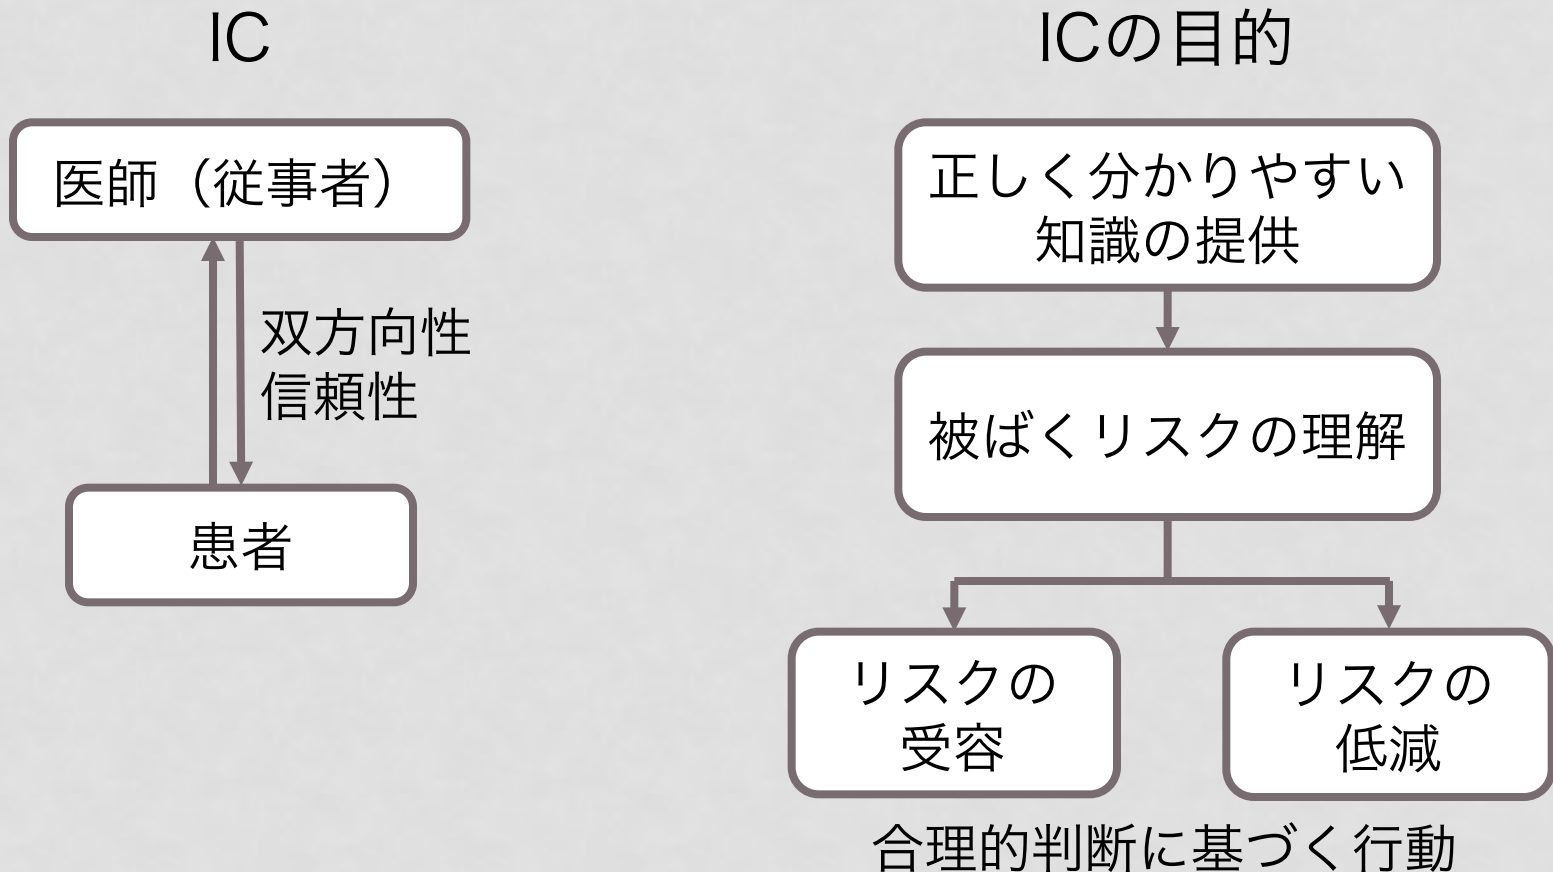 IC
医師（従事者）
双方向性
信頼性
患者
ICの目的
正しく分かりやすい
知識の提供
被ばくリスクの理解
リスクの
受容
リスクの
低減
合理的判断に基づく行動